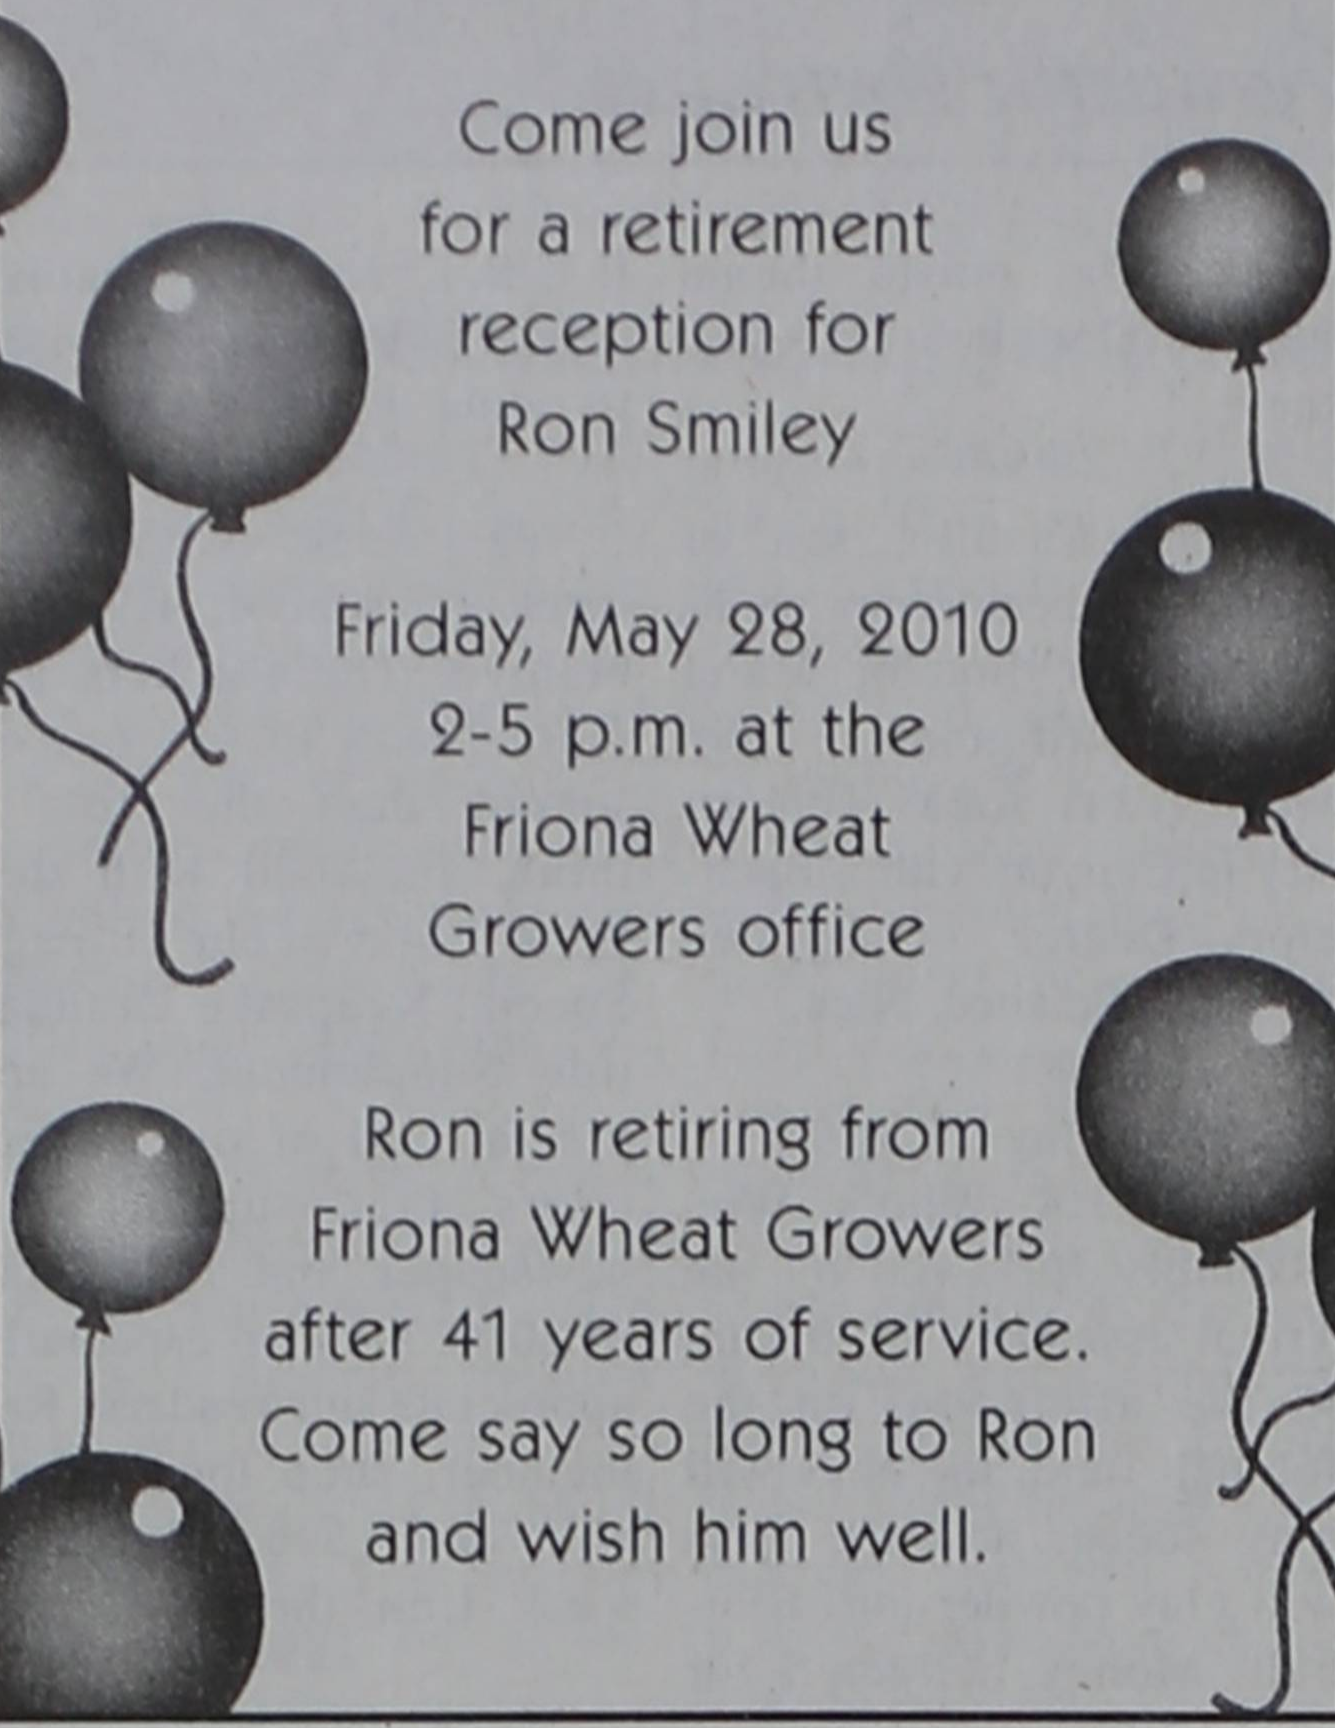 Come join us
for a retirement
reception for
Ron Smiley
Friday, May 28, 2010
2-5 p.m. at the
Friona Wheat
Growers office
Ron is retiring from
Friona Wheat Growers
after 41 years of service.
Come say so long to Ron
and wish him well.